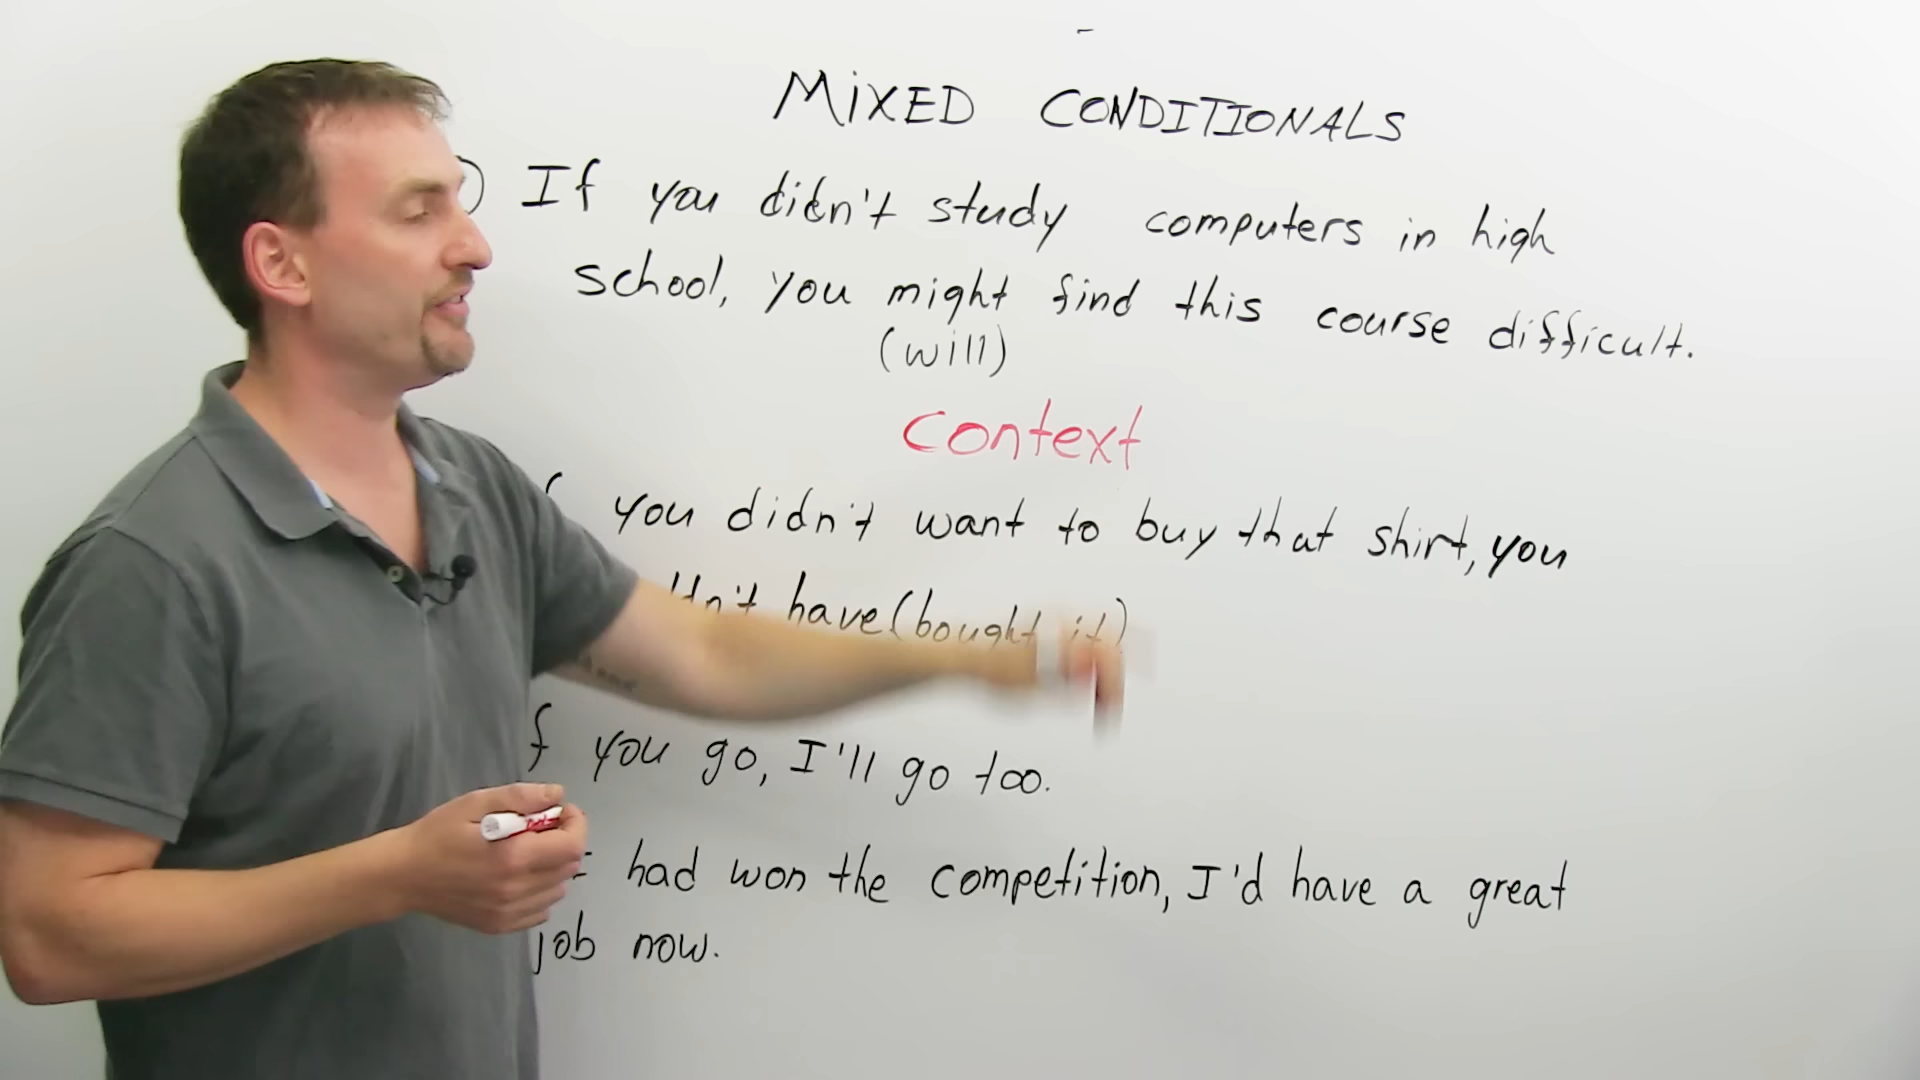 MIXED CONDITIONALS
) If you didn't study computers in high
school, you might find this course difficult.
(will)
context
you didn't want to buy that shirt, you
have (bought it)
f you go, I'll go too.
had won the competition, I'd have a great
job now.